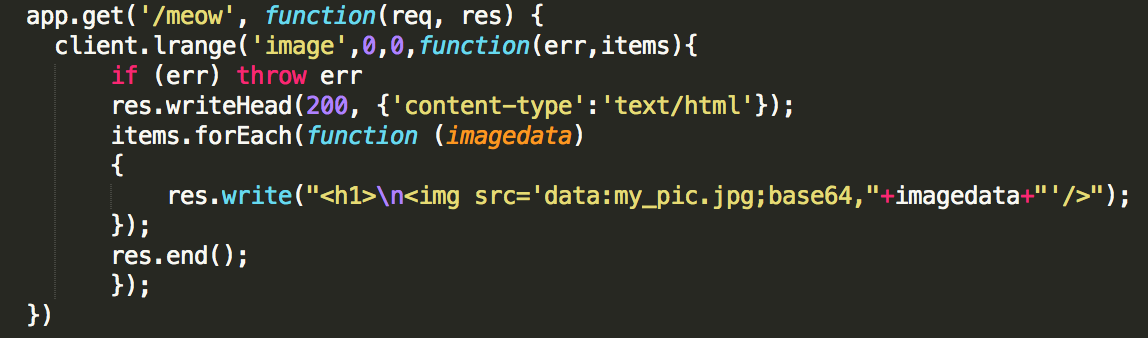 app.get('/meow', function(req, res) {
  client.lrange('image',0,0,function(err,items){
      if (err) throw err
      res.writeHead(200, {'content-type':'text/html'});
      items.forEach(function (imagedata)
      {
          res.write("<h1>\n<img src='data:my_pic.jpg;base64,"+imagedata+"'/>");
      });
      res.end();
      });
})